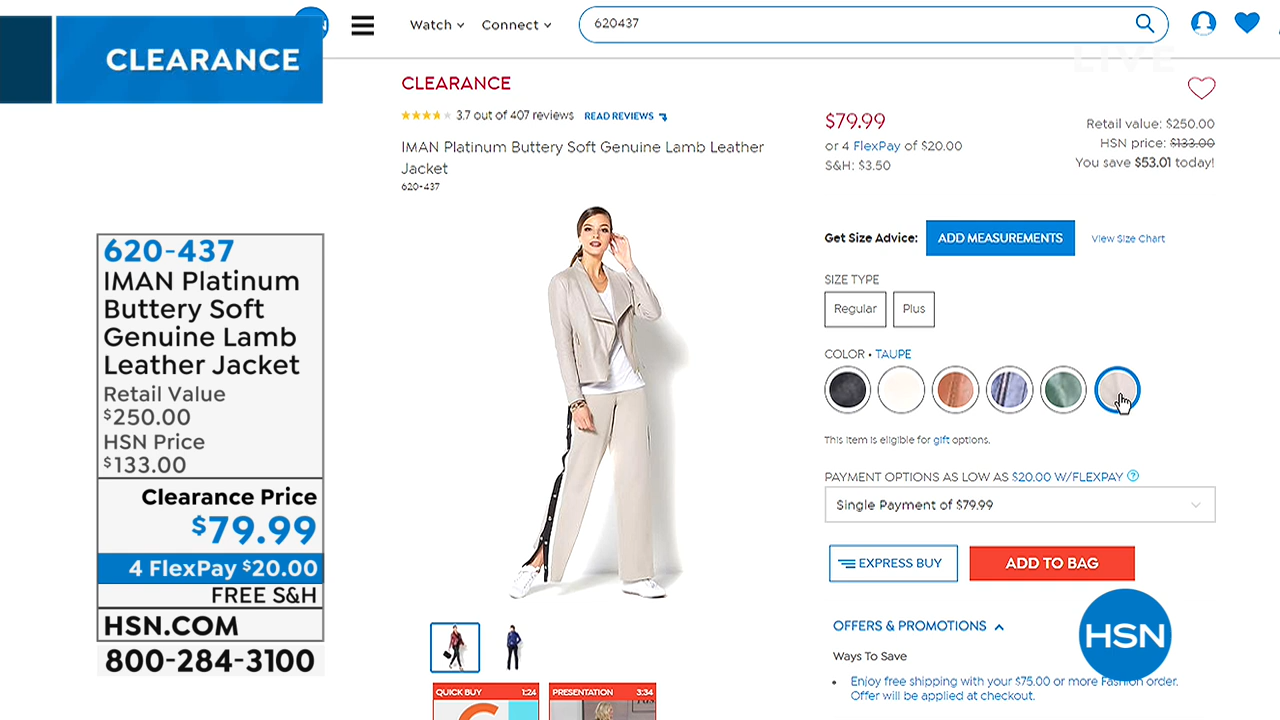 CLEARANCE
Watch
Connect
620437
LIVE
CLEARANCE
3.7 out of 407 reviews READ REVIEWS
IMAN Platinum Buttery Soft Genuine Lamb Leather
Jacket
620-437
$79.99
or 4 FlexPay of $20.00
S&H: $3.50
Retail value: $250.00
HSN price: $133.00
You save $53.01 today!
Get Size Advice: ADD MEASUREMENTS View Size Chart
SIZE TYPE
Regular Plus
COLOR • TAUPE
This item is eligible for gift options.
PAYMENT OPTIONS AS LOW AS $20.00 W/FLEXPAY ?
Single Payment of $79.99
EXPRESS BUY ADD TO BAG
OFFERS & PROMOTIONS
Ways To Save
• Enjoy free shipping with your $75.00 or more Fashion order.
Offer will be applied at checkout.
HSN
QUICK BUY 1:24 PRESENTATION 3:34
620-437
IMAN Platinum
Buttery Soft
Genuine Lamb
Leather Jacket
Retail Value
$250.00
HSN Price
$133.00
Clearance Price
$79.99
4 FlexPay $20.00
FREE S&H
HSN.COM
800-284-3100